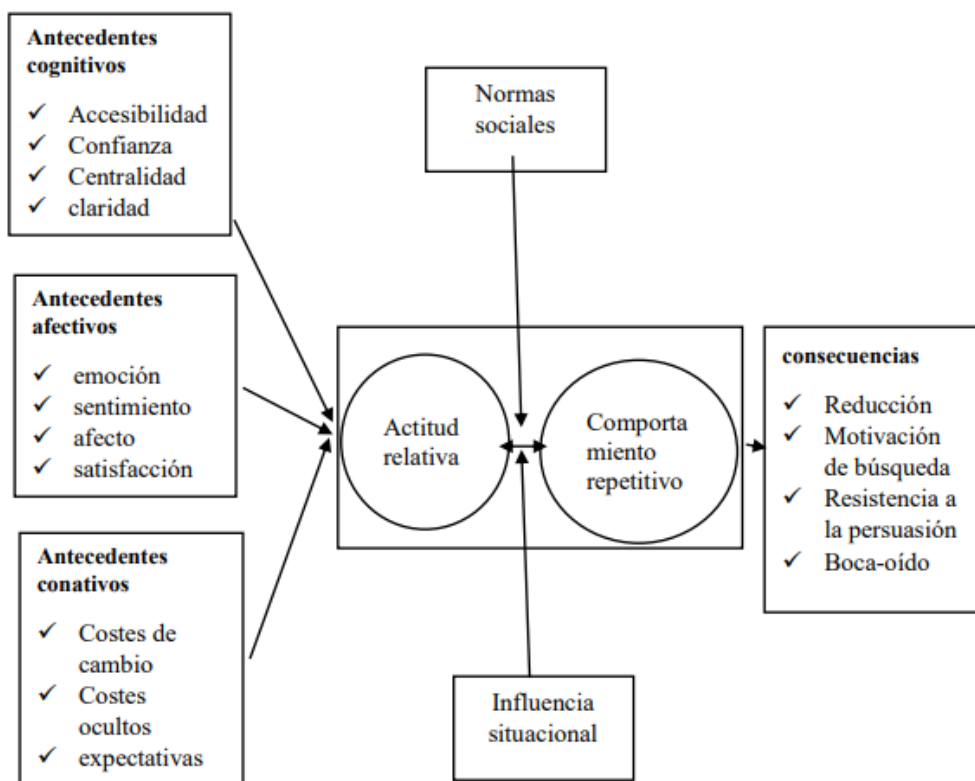 Antecedentes
cognitivos
✓ Accesibilidad
✓ Confianza
✓ Centralidad
✓ claridad
Normas
sociales
Antecedentes
afectivos
✓ emoción
✓ sentimiento
✓ afecto
✓ satisfacción
Actitud
relativa
Comporta
miento
repetitivo
consecuencias
✓ Reducción
✓ Motivación
de búsqueda
✓ Resistencia a
la persuasión
✓ Boca-oído
Antecedentes
conativos
✓ Costes de
cambio
✓ Costes
ocultos
✓ expectativas
Influencia
situacional